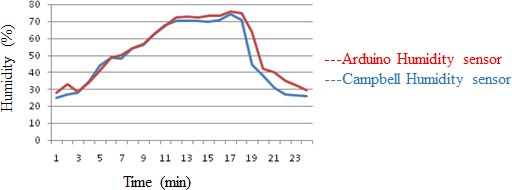 80
70
60
50
40
30
20
10
0
Humidity (%)
1 3 5 7 9 11 13 15 17 19 21 23
Time (min)
---Arduino Humidity sensor
---Campbell Humidity sensor